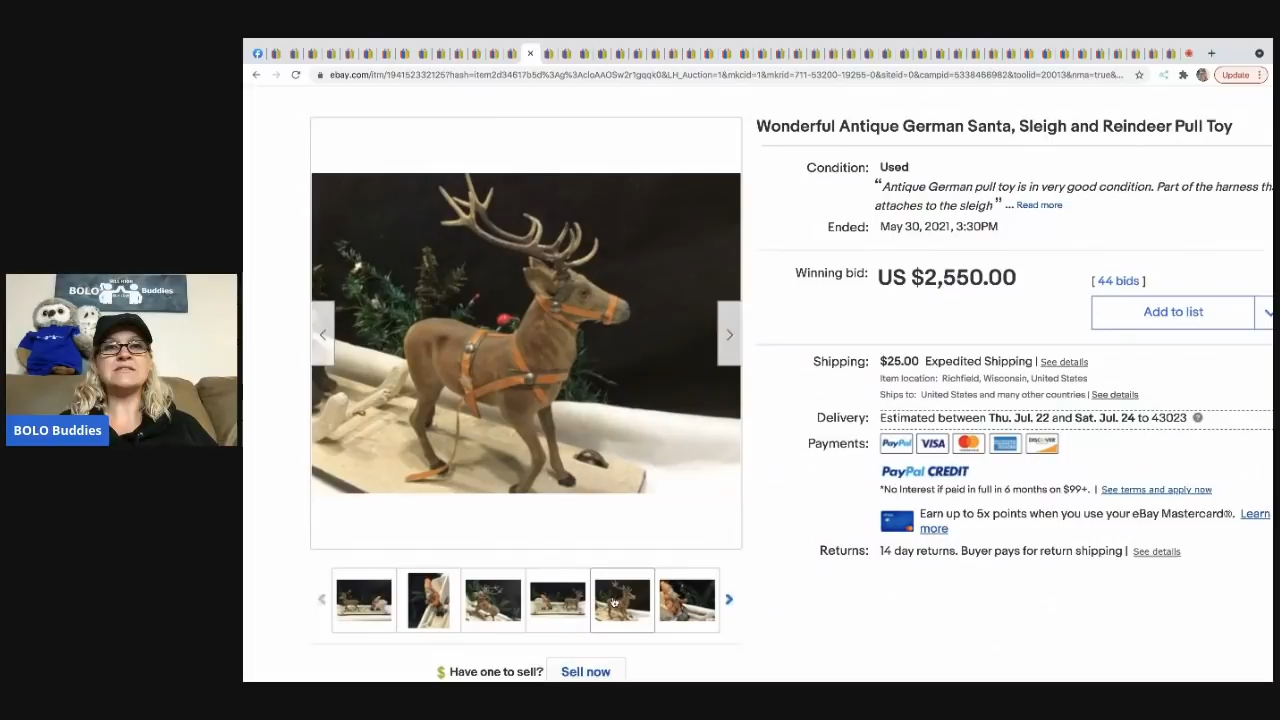 ebay.com/itm/194152332125?hash=item2d34617b5d%3Ag%3AcIoAAOSw2r1gqqk0&LH_Auction=1&mkcid=1&mkrid=711-53200-19255-0&siteid=0&campid=5338456982&toolid=20013&nma=true&...
Update
Wonderful Antique German Santa, Sleigh and Reindeer Pull Toy
Condition: Used
“Antique German pull toy is in very good condition. Part of the harness
attaches to the sleigh ” ... Read more
Ended: May 30, 2021, 3:30PM
Winning bid: US $2,550.00 [ 44 bids ]
Add to list
Shipping: $25.00 Expedited Shipping | See details
Item location: Richfield, Wisconsin, United States
Ships to: United States and many other countries | See details
Delivery: Estimated between Thu. Jul. 22 and Sat. Jul. 24 to 43023
Payments: PayPal VISA DISCOVER
PayPal CREDIT
*No Interest if paid in full in 6 months on $99+. | See terms and apply now
Earn up to 5x points when you use your eBay Mastercard®. Learn
more
Returns: 14 day returns. Buyer pays for return shipping | See details
$ Have one to sell? Sell now
BOLO Buddies
BOLO Buddies